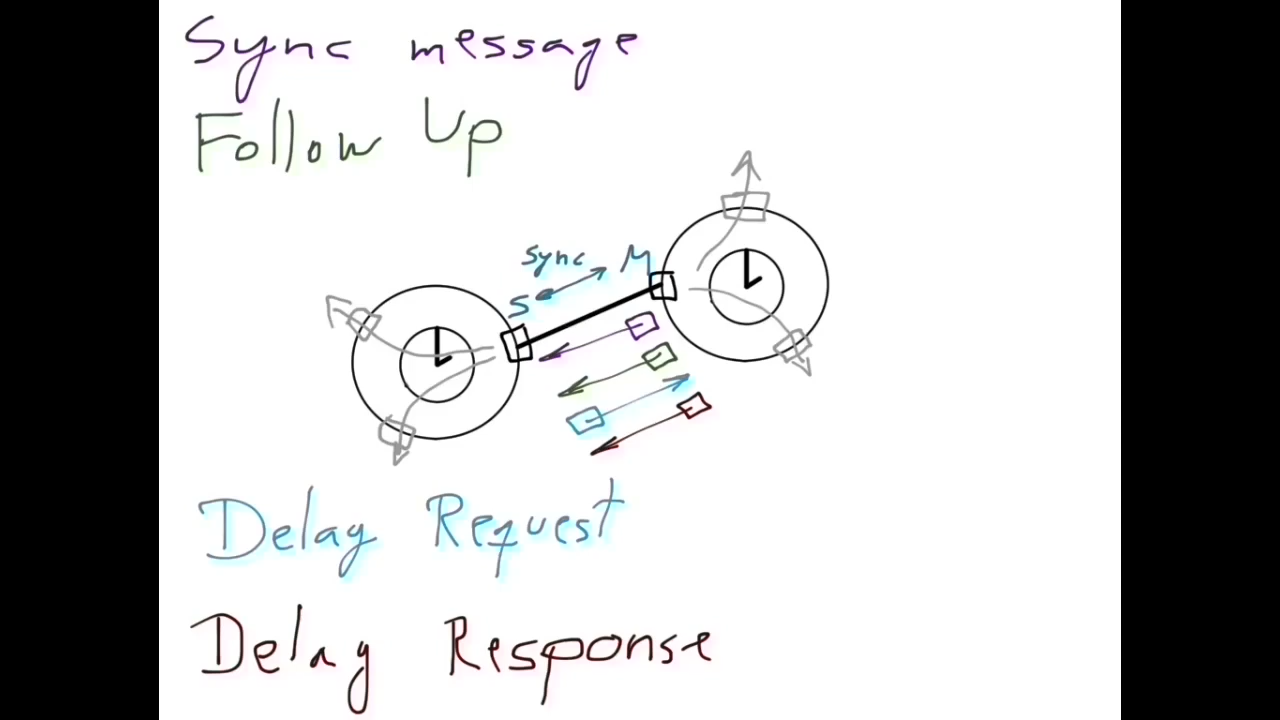 Sync message
Follow Up
Sync
S M
Delay Request
Delay Response